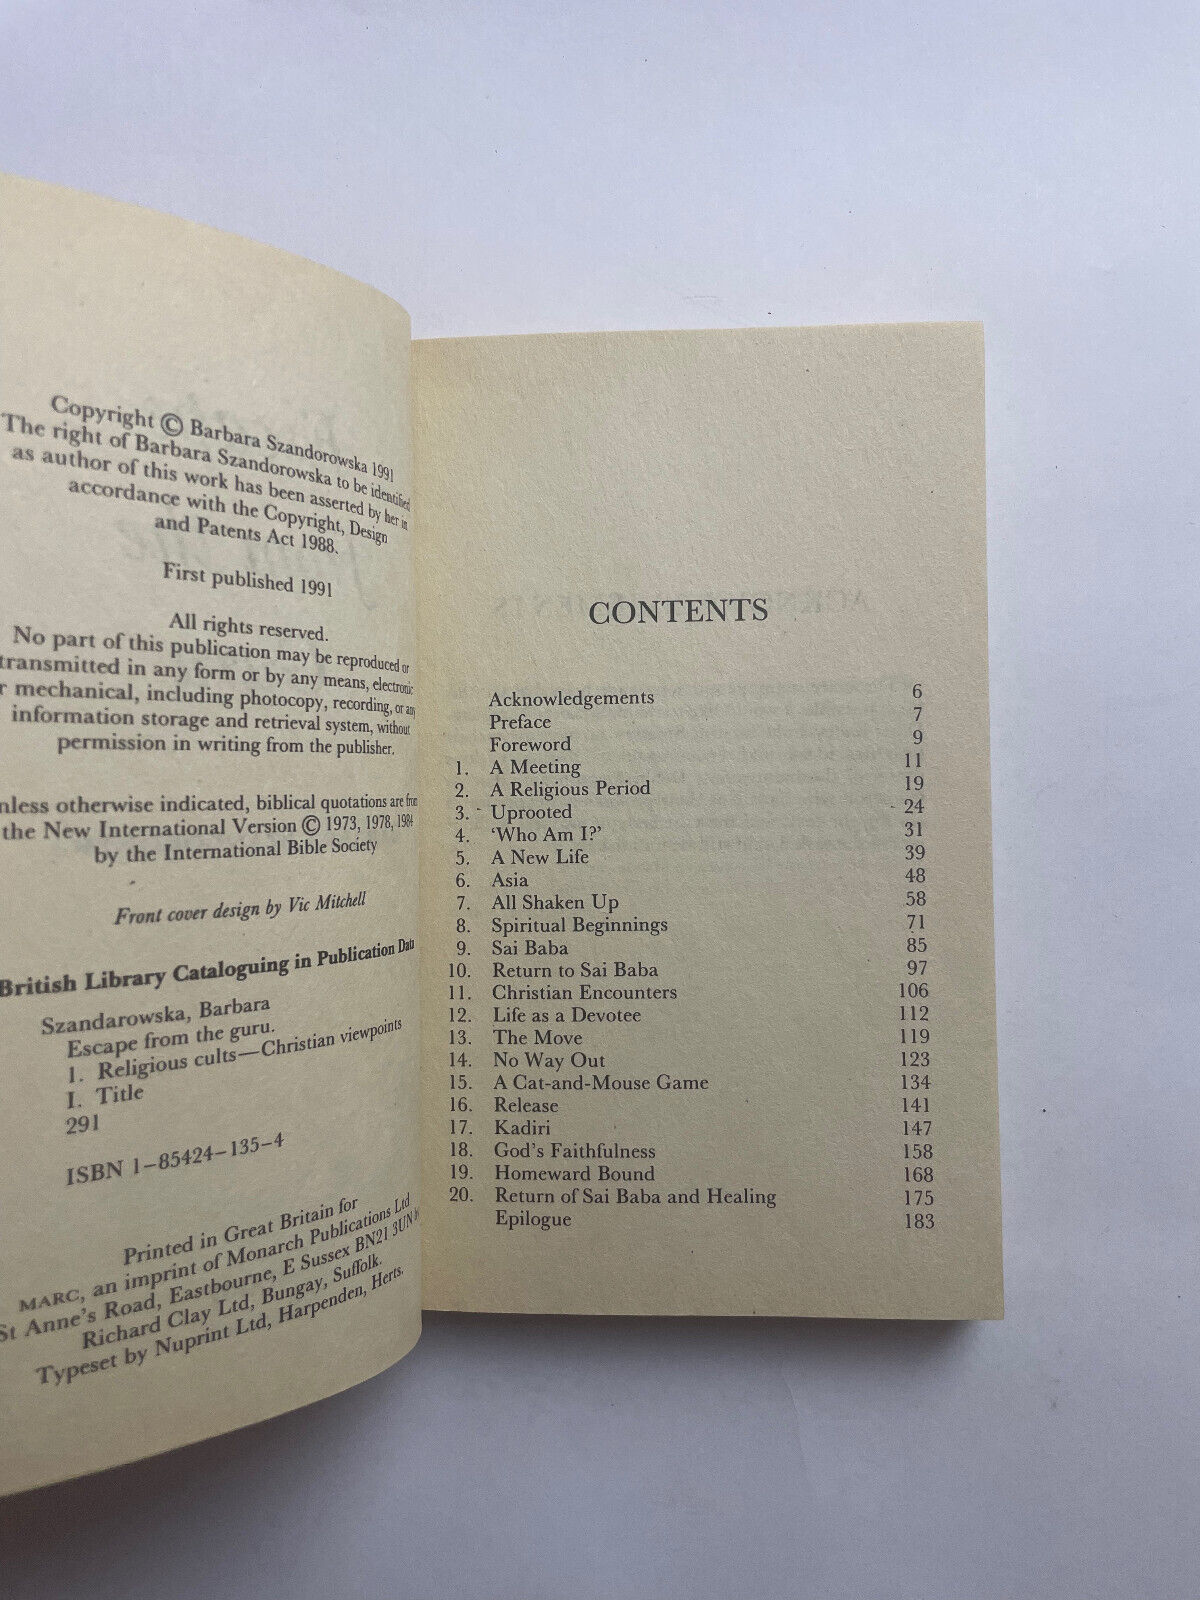 Copyright © Barbara Szandorowska 1991
The right of Barbara Szandorowska to be identified
as author of this work has been asserted by her in
accordance with the Copyright, Design
and Patents Act 1988.
First published 1991
All rights reserved.
No part of this publication may be reproduced or
transmitted in any form or by any means, electronic
r mechanical, including photocopy, recording, or any
information storage and retrieval system, without
permission in writing from the publisher.
nless otherwise indicated, biblical quotations are from
the New International Version © 1973, 1978, 1984
by the International Bible Society
Front cover design by Vic Mitchell
British Library Cataloguing in Publication Data
Szandarowska, Barbara
Escape from the guru.
1. Religious cults—Christian viewpoints
I. Title
291
ISBN 1–85424–135–4
Printed in Great Britain for
MARC, an imprint of Monarch Publications Ltd
St Anne's Road, Eastbourne, E Sussex BN21 3UN by
Richard Clay Ltd, Bungay, Suffolk.
Typeset by Nuprint Ltd, Harpenden, Herts.
CONTENTS
Acknowledgements 6
Preface 7
Foreword 9
1. A Meeting 11
2. A Religious Period 19
3. Uprooted 24
4. 'Who Am I?' 31
5. A New Life 39
6. Asia 48
7. All Shaken Up 58
8. Spiritual Beginnings 71
9. Sai Baba 85
10. Return to Sai Baba 97
11. Christian Encounters 106
12. Life as a Devotee 112
13. The Move 119
14. No Way Out 123
15. A Cat-and-Mouse Game 134
16. Release 141
17. Kadiri 147
18. God's Faithfulness 158
19. Homeward Bound 168
20. Return of Sai Baba and Healing 175
Epilogue 183